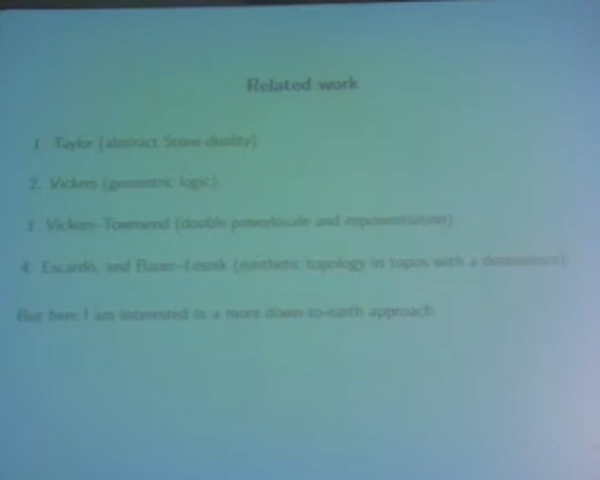 Related work
1. Taylor (abstract Stone duality).
2. Vickers (geometric logic).
3. Vickers–Townsend (double powerlocale and exponentiation)
4. Escardó, and Bauer–Lesnik (synthetic topology in topos with a dominance).
But here I am interested in a more down-to-earth approach.